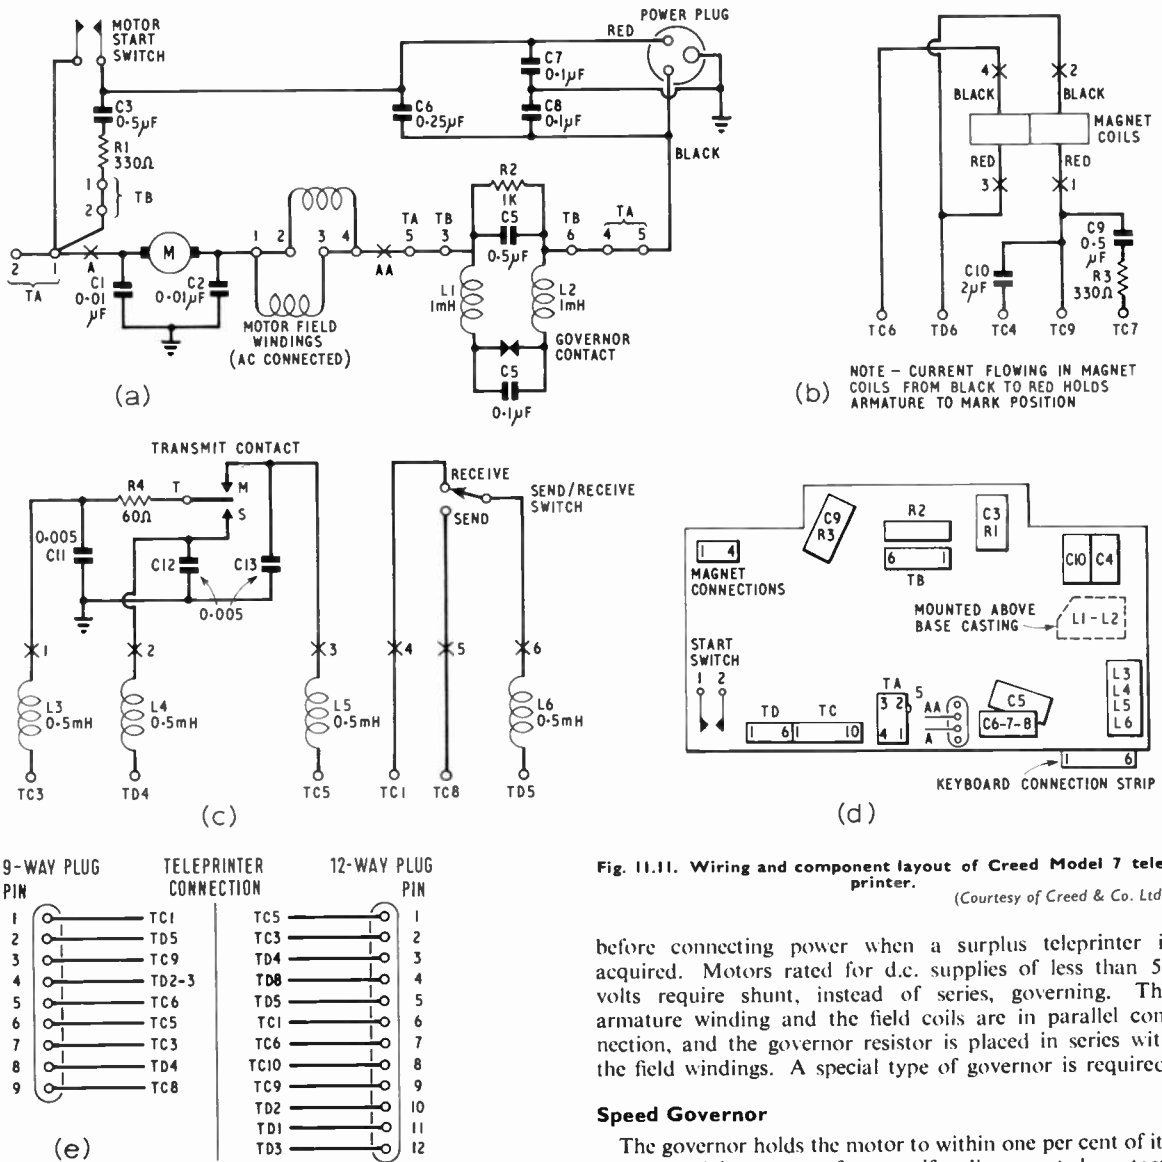 MOTOR
START
SWITCH
C3
0·5µF
R1
330Ω
1
2
TB
2
1
TA
A
C1
0·01
µF
M
C2
0·01µF
1
2
3
4
MOTOR FIELD
WINDINGS
(AC CONNECTED)
AA
TA
5
TB
3
R2
1K
C5
0·5µF
L1
1mH
L2
1mH
GOVERNOR
CONTACT
C5
0·1µF
TB
6
TA
4
5
C6
0·25µF
C7
0·1µF
C8
0·1µF
RED
POWER PLUG
BLACK
(a)
4
BLACK
2
BLACK
MAGNET
COILS
RED
3
RED
1
C9
0·5
µF
R3
330Ω
C10
2µF
TC6
TD6
TC4
TC9
TC7
NOTE – CURRENT FLOWING IN MAGNET
COILS FROM BLACK TO RED HOLDS
ARMATURE TO MARK POSITION
(b)
TRANSMIT CONTACT
R4
60Ω
T
M
S
0·005
C11
C12
C13
0·005
RECEIVE
SEND
SEND/RECEIVE
SWITCH
1
2
3
4
5
6
L3
0·5mH
L4
0·5mH
L5
0·5mH
L6
0·5mH
TC3
TD4
TC5
TC1
TC8
TD5
(c)
C9
R3
R2
6 1
TB
C3
R1
C10 C4
1 4
MAGNET
CONNECTIONS
MOUNTED ABOVE
BASE CASTING
L1–L2
START
SWITCH
1 2
TD
TC
1 6 1 10
TA
3 2
4 1
5
AA
A
C5
C6-7-8
L3
L4
L5
L6
1 6
KEYBOARD CONNECTION STRIP
(d)
9-WAY PLUG
PIN
TELEPRINTER
CONNECTION
12-WAY PLUG
PIN
1 TC1
2 TD5
3 TC9
4 TD2-3
5 TC6
6 TC5
7 TC3
8 TD4
9 TC8
TC5 1
TC3 2
TD4 3
TD8 4
TD5 5
TC1 6
TC6 7
TC10 8
TC9 9
TD2 10
TD1 11
TD3 12
(e)
Fig. 11.11. Wiring and component layout of Creed Model 7 tele
printer.
(Courtesy of Creed & Co. Ltd
before connecting power when a surplus teleprinter i
acquired. Motors rated for d.c. supplies of less than 5
volts require shunt, instead of series, governing. Th
armature winding and the field coils are in parallel con
nection, and the governor resistor is placed in series wit
the field windings. A special type of governor is required
Speed Governor
The governor holds the motor to within one per cent of it